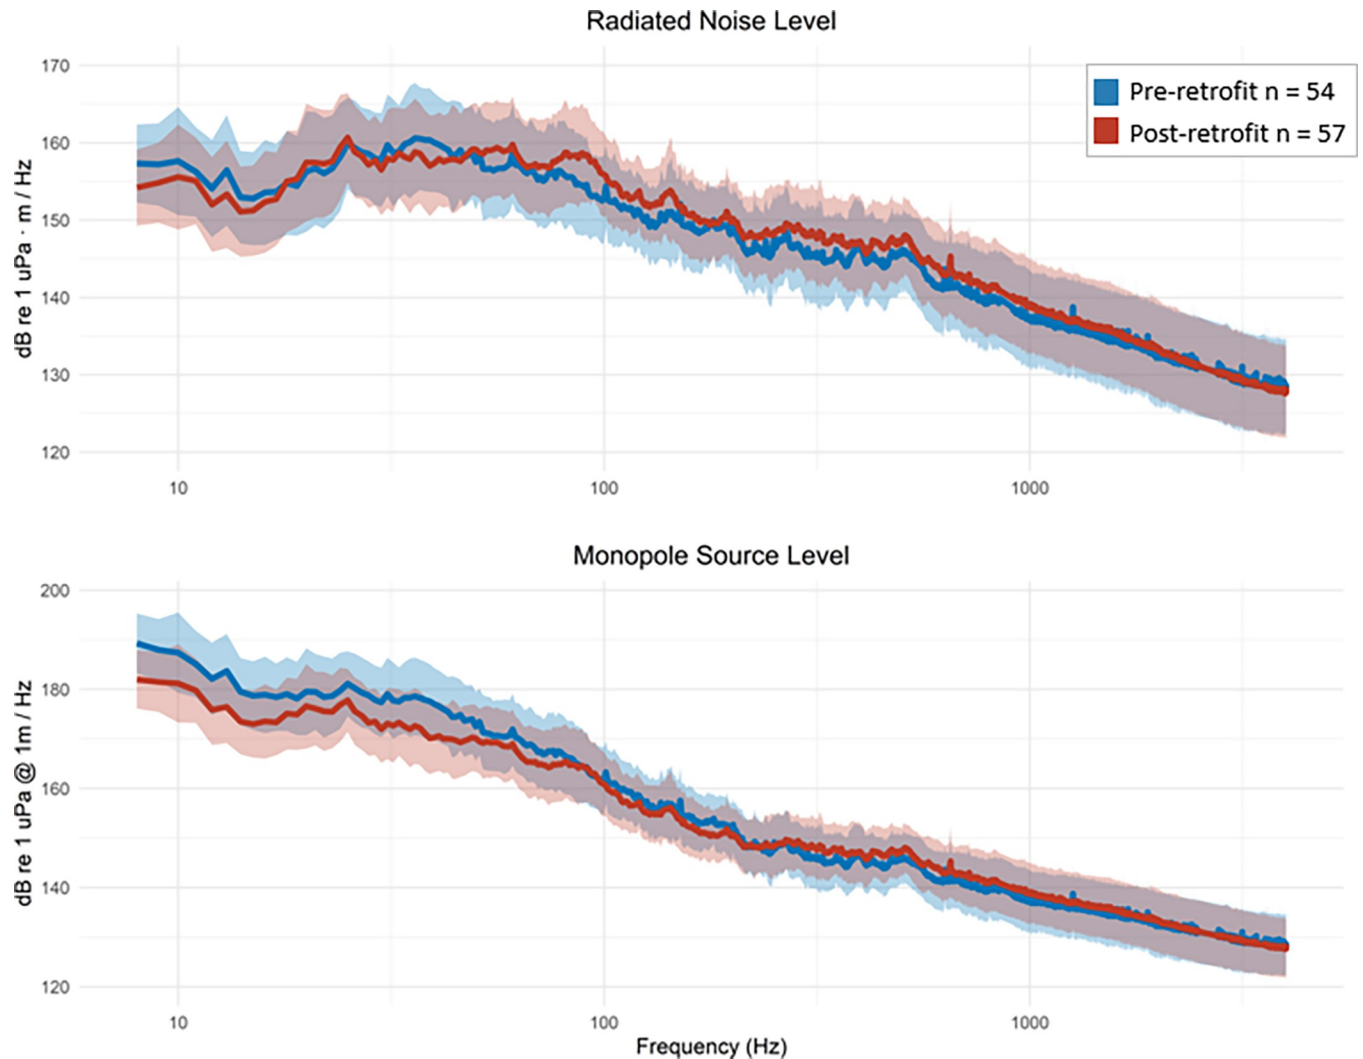 Radiated Noise Level
dB re 1 uPa · m / Hz
170
160
150
140
130
120
10
100
1000
Pre-retrofit n = 54
Post-retrofit n = 57
Monopole Source Level
dB re 1 uPa @ 1m / Hz
200
180
160
140
120
10
100
1000
Frequency (Hz)